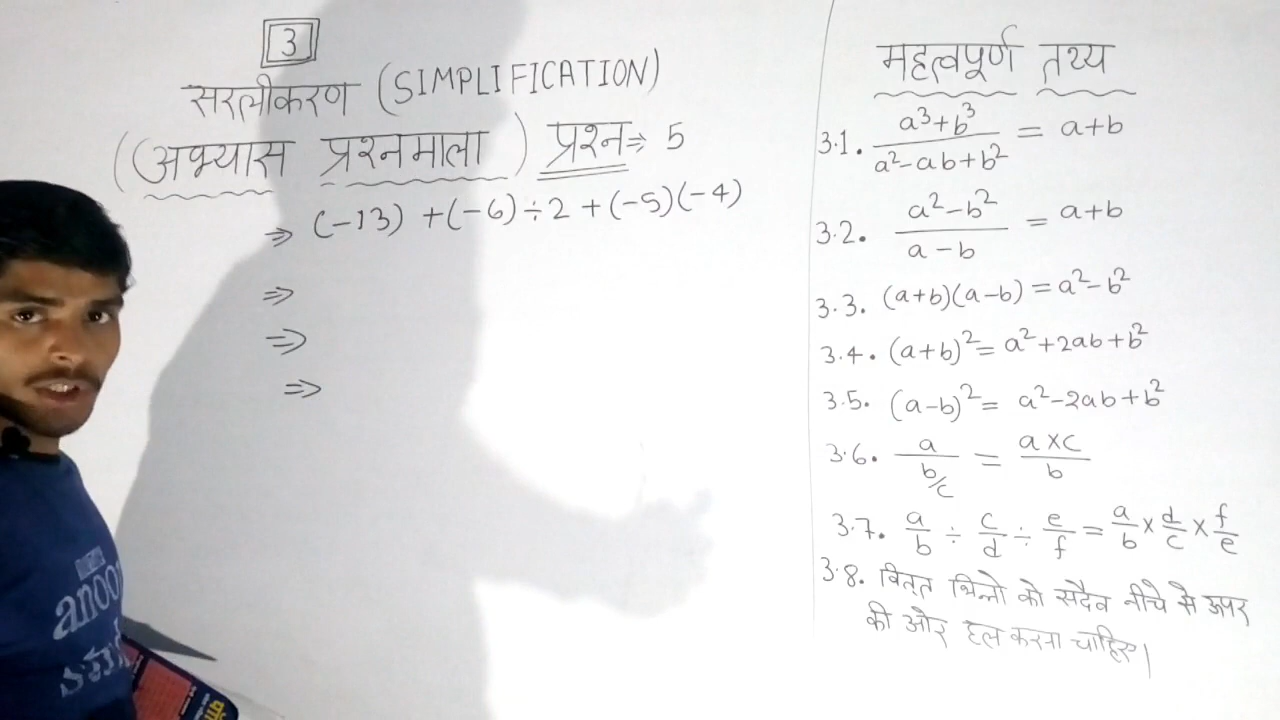 3
सरलीकरण (SIMPLIFICATION)
(अभ्यास प्रश्नमाला) प्रश्न⇒ 5
⇒ (-13) +(-6)÷2 +(-5)(-4)
⇒
⇒
⇒
महत्वपूर्ण तथ्य
3.1. a³+b³/a²-ab+b² = a+b
3.2. a²-b²/a-b = a+b
3.3. (a+b)(a-b) = a²-b²
3.4. (a+b)² = a²+2ab+b²
3.5. (a-b)² = a²-2ab+b²
3.6. a/b/c = a×c/b
3.7. a/b ÷ c/d ÷ e/f = a/b × d/c × f/e
3.8. वितत भिन्नो को सदैव नीचे से ऊपर
की ओर हल करना चाहिए।
anoo